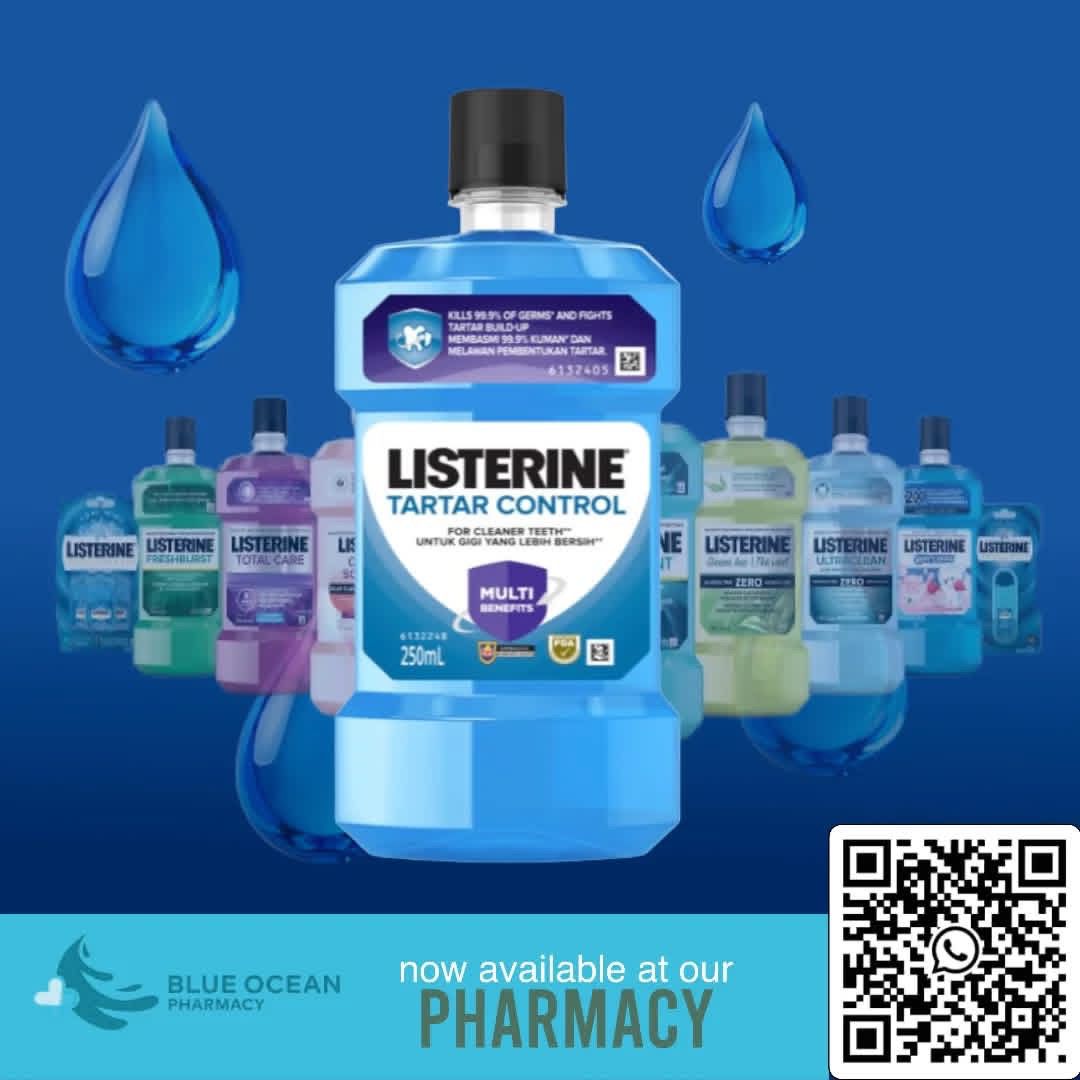 KILLS 99.9% OF GERMS* AND FIGHTS
TARTAR BUILD-UP
MEMBASMI 99.9% KUMAN* DAN
MELAWAN PEMBENTUKAN TARTAR.
6132405
LISTERINE
TARTAR CONTROL
FOR CLEANER TEETH**
UNTUK GIGI YANG LEBIH BERSIH**
MULTI
BENEFITS
6132248
250mL
LISTERINE
LISTERINE
FRESHBURST
LISTERINE
TOTAL CARE
LISTERINE
ZERO
LISTERINE
ULTRACLEAN
ZERO
LISTERINE
LISTERINE
BLUE OCEAN
PHARMACY
now available at our
PHARMACY